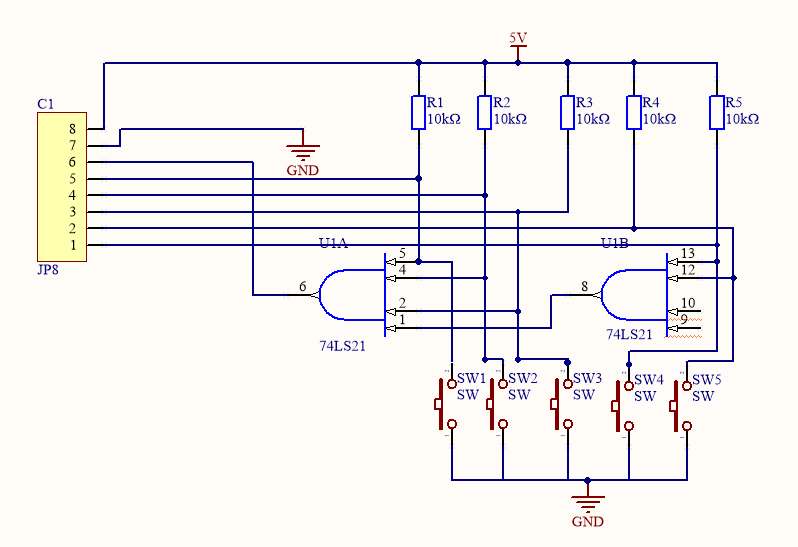 5V
C1
R1
R2
R3
R4
R5
10kΩ
10kΩ
10kΩ
10kΩ
10kΩ
8
7
6
5
4
3
2
1
GND
JP8
U1A
U1B
5
4
2
1
6
13
12
10
9
8
74LS21
74LS21
SW1
SW
SW2
SW
SW3
SW
SW4
SW
SW5
SW
GND